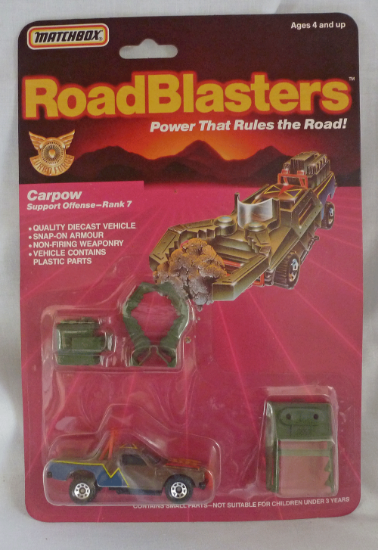 MATCHBOX
Ages 4 and up
RoadBlasters™
Power That Rules the Road!
Carpow
Support Offense—Rank 7
• QUALITY DIECAST VEHICLE
• SNAP-ON ARMOUR
• NON-FIRING WEAPONRY
• VEHICLE CONTAINS
PLASTIC PARTS
CONTAINS SMALL PARTS—NOT SUITABLE FOR CHILDREN UNDER 3 YEARS